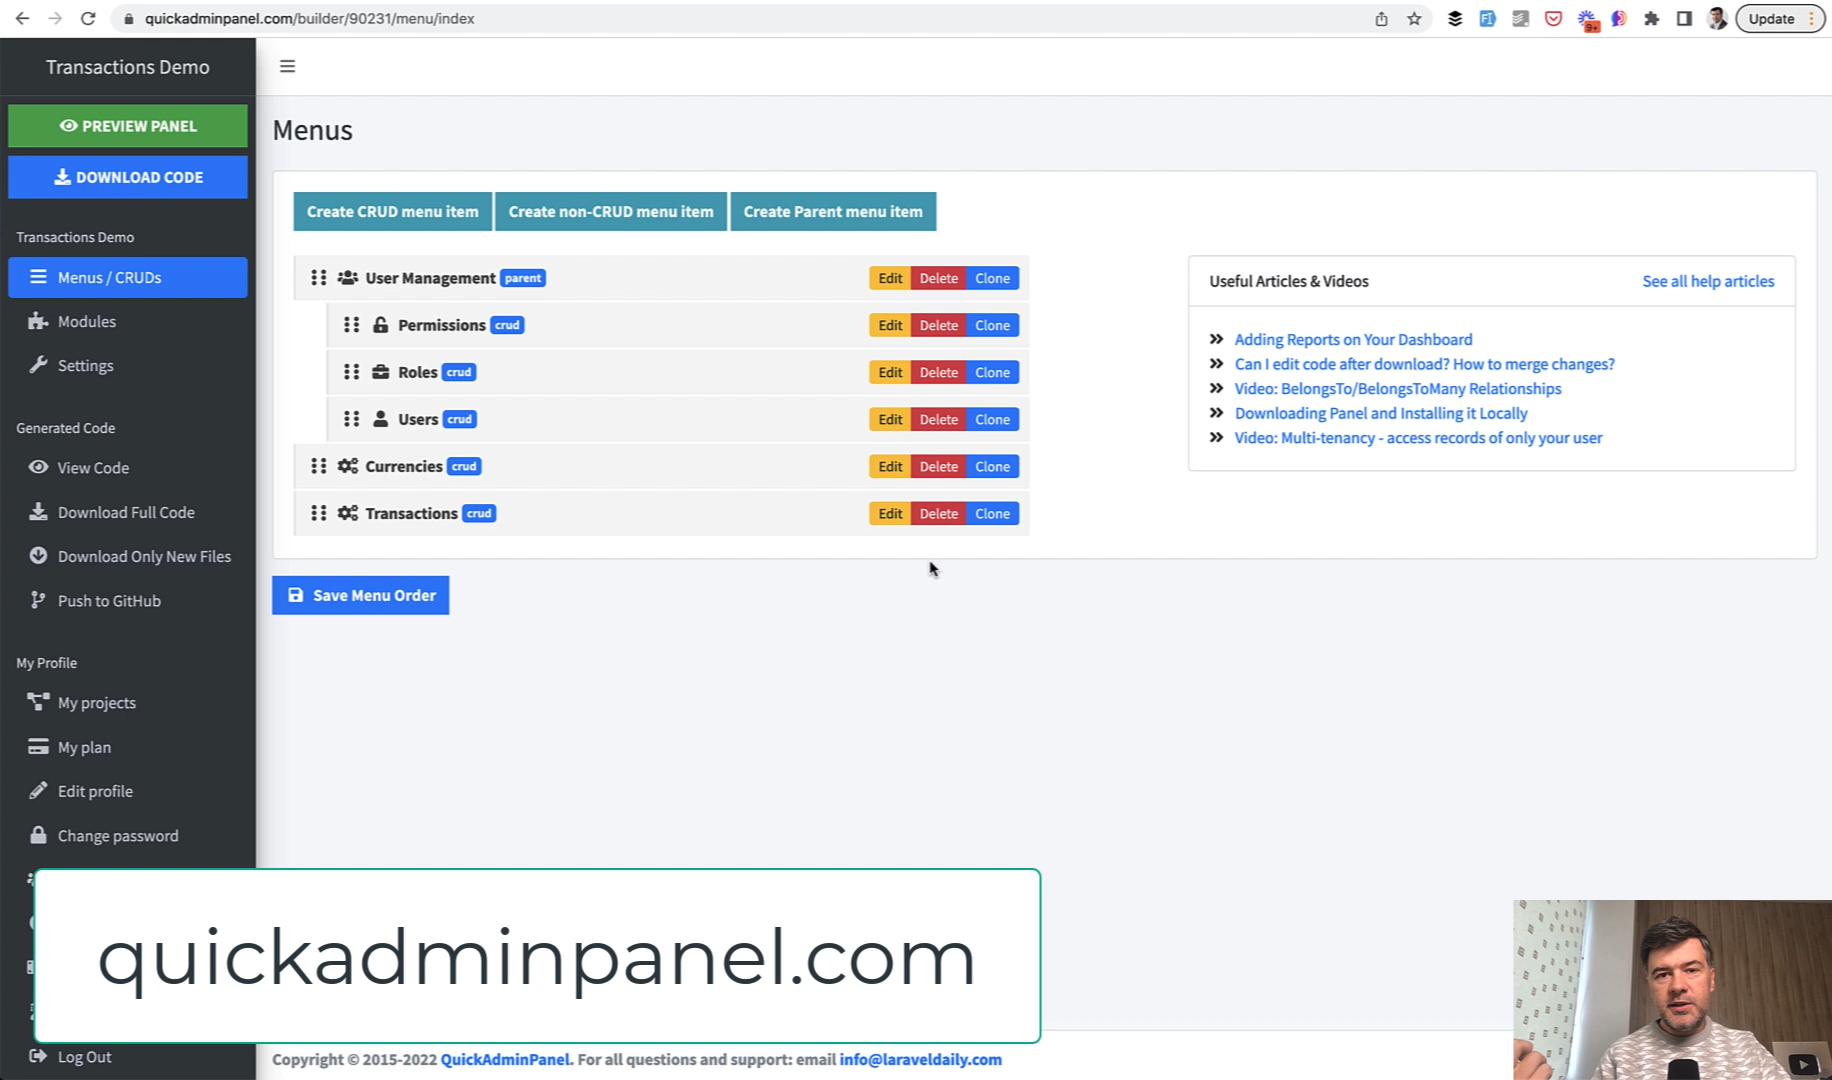 quickadminpanel.com/builder/90231/menu/index
9+
Update
Transactions Demo
PREVIEW PANEL
DOWNLOAD CODE
Transactions Demo
Menus / CRUDs
Modules
Settings
Generated Code
View Code
Download Full Code
Download Only New Files
Push to GitHub
My Profile
My projects
My plan
Edit profile
Change password
Log Out
Menus
Create CRUD menu item
Create non-CRUD menu item
Create Parent menu item
User Management parent Edit Delete Clone
Permissions crud Edit Delete Clone
Roles crud Edit Delete Clone
Users crud Edit Delete Clone
Currencies crud Edit Delete Clone
Transactions crud Edit Delete Clone
Save Menu Order
Useful Articles & Videos
See all help articles
Adding Reports on Your Dashboard
Can I edit code after download? How to merge changes?
Video: BelongsTo/BelongsToMany Relationships
Downloading Panel and Installing it Locally
Video: Multi-tenancy - access records of only your user
quickadminpanel.com
Copyright © 2015-2022 QuickAdminPanel. For all questions and support: email info@laraveldaily.com